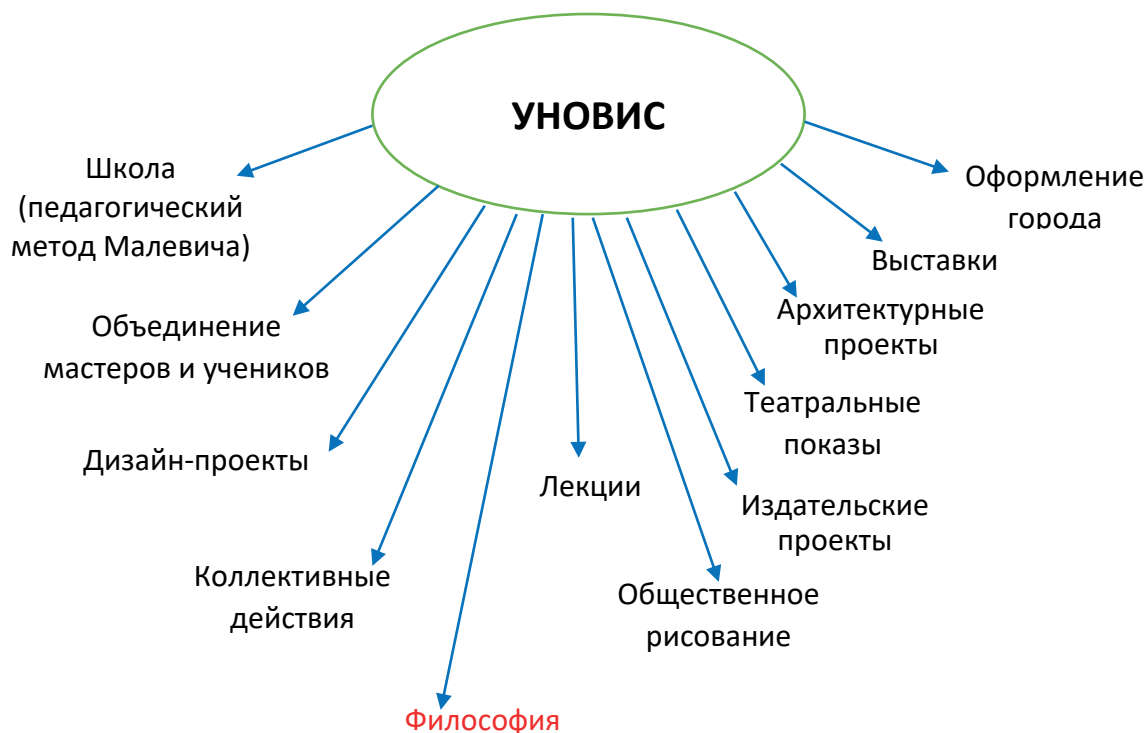 УНОВИС
Школа
(педагогический
метод Малевича)
Объединение
мастеров и учеников
Дизайн-проекты
Коллективные
действия
Философия
Лекции
Общественное
рисование
Издательские
проекты
Театральные
показы
Архитектурные
проекты
Выставки
Оформление
города